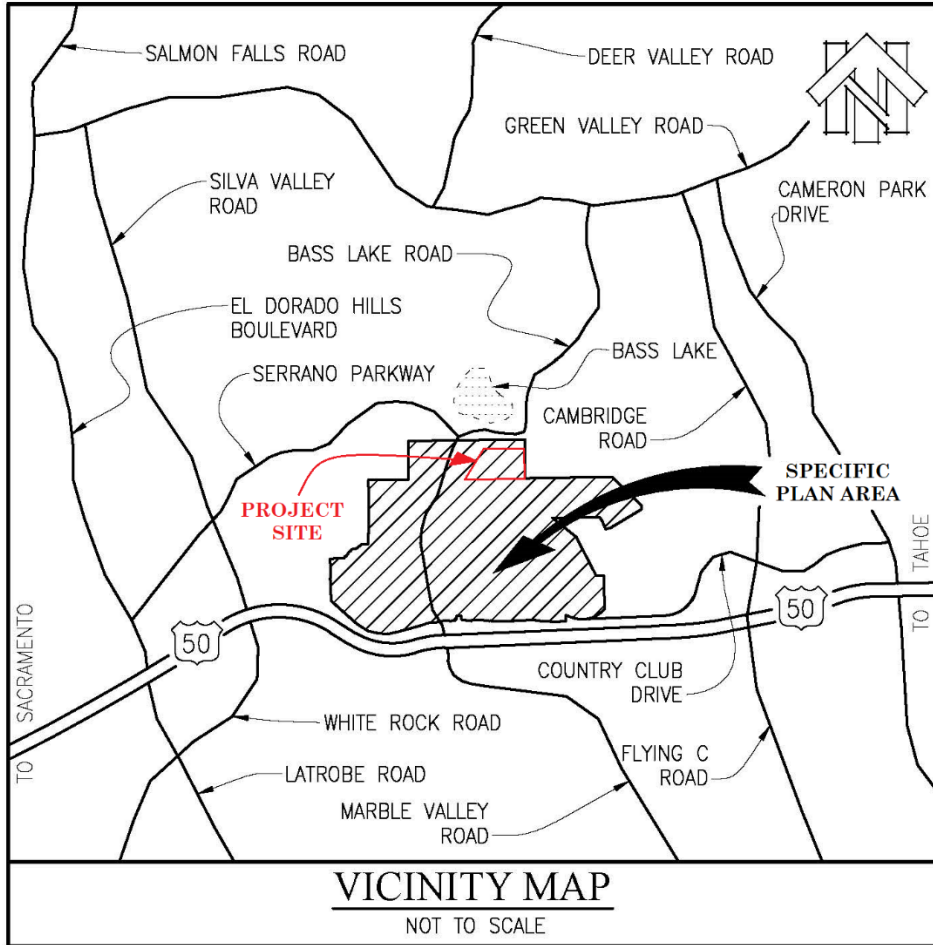 SALMON FALLS ROAD
DEER VALLEY ROAD
GREEN VALLEY ROAD
N
SILVA VALLEY
ROAD
CAMERON PARK
DRIVE
BASS LAKE ROAD
EL DORADO HILLS
BOULEVARD
BASS LAKE
SERRANO PARKWAY
CAMBRIDGE
ROAD
PROJECT
SITE
SPECIFIC
PLAN AREA
50
50
TO SACRAMENTO
TO TAHOE
COUNTRY CLUB
DRIVE
WHITE ROCK ROAD
FLYING C
ROAD
LATROBE ROAD
MARBLE VALLEY
ROAD
VICINITY MAP
NOT TO SCALE